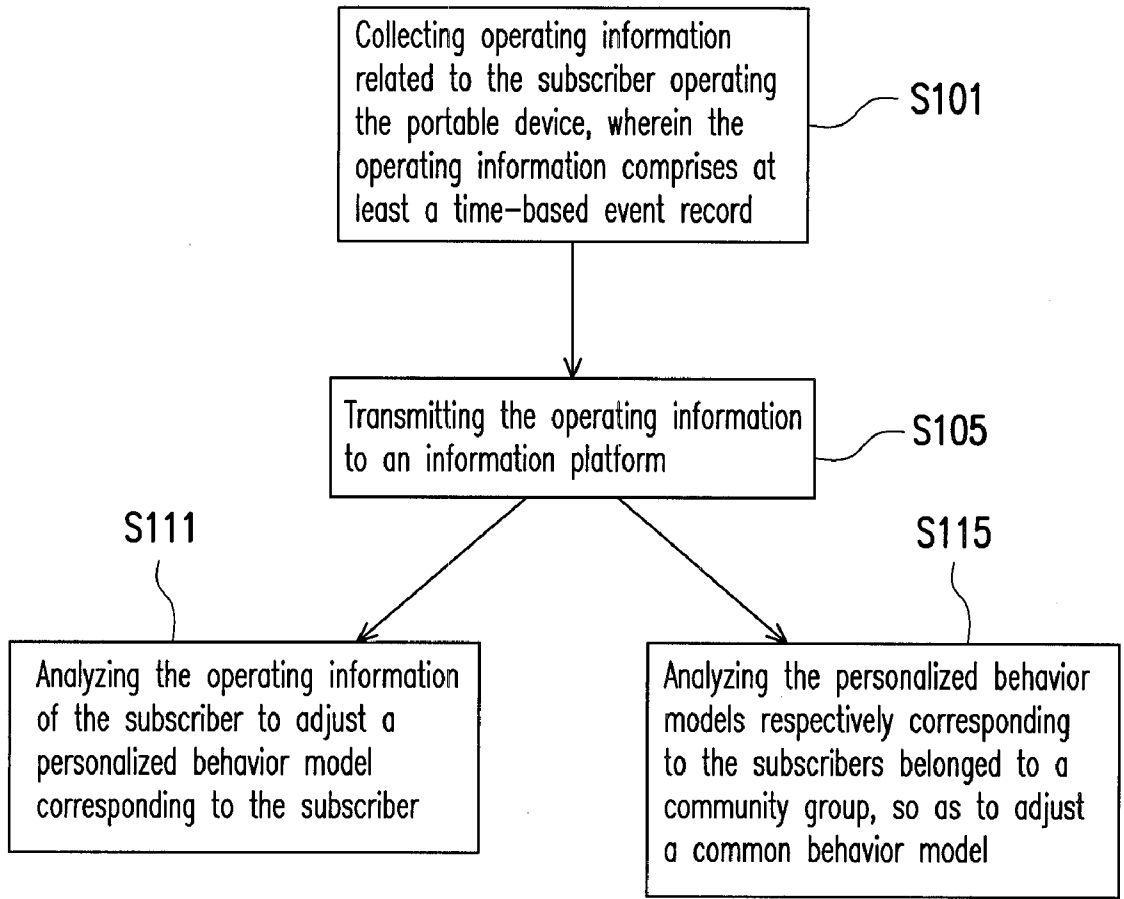 Collecting operating information
related to the subscriber operating
the portable device, wherein the
operating information comprises at
least a time-based event record
S101
Transmitting the operating information
to an information platform
S105
S111
Analyzing the operating information
of the subscriber to adjust a
personalized behavior model
corresponding to the subscriber
S115
Analyzing the personalized behavior
models respectively corresponding
to the subscribers belonged to a
community group, so as to adjust
a common behavior model